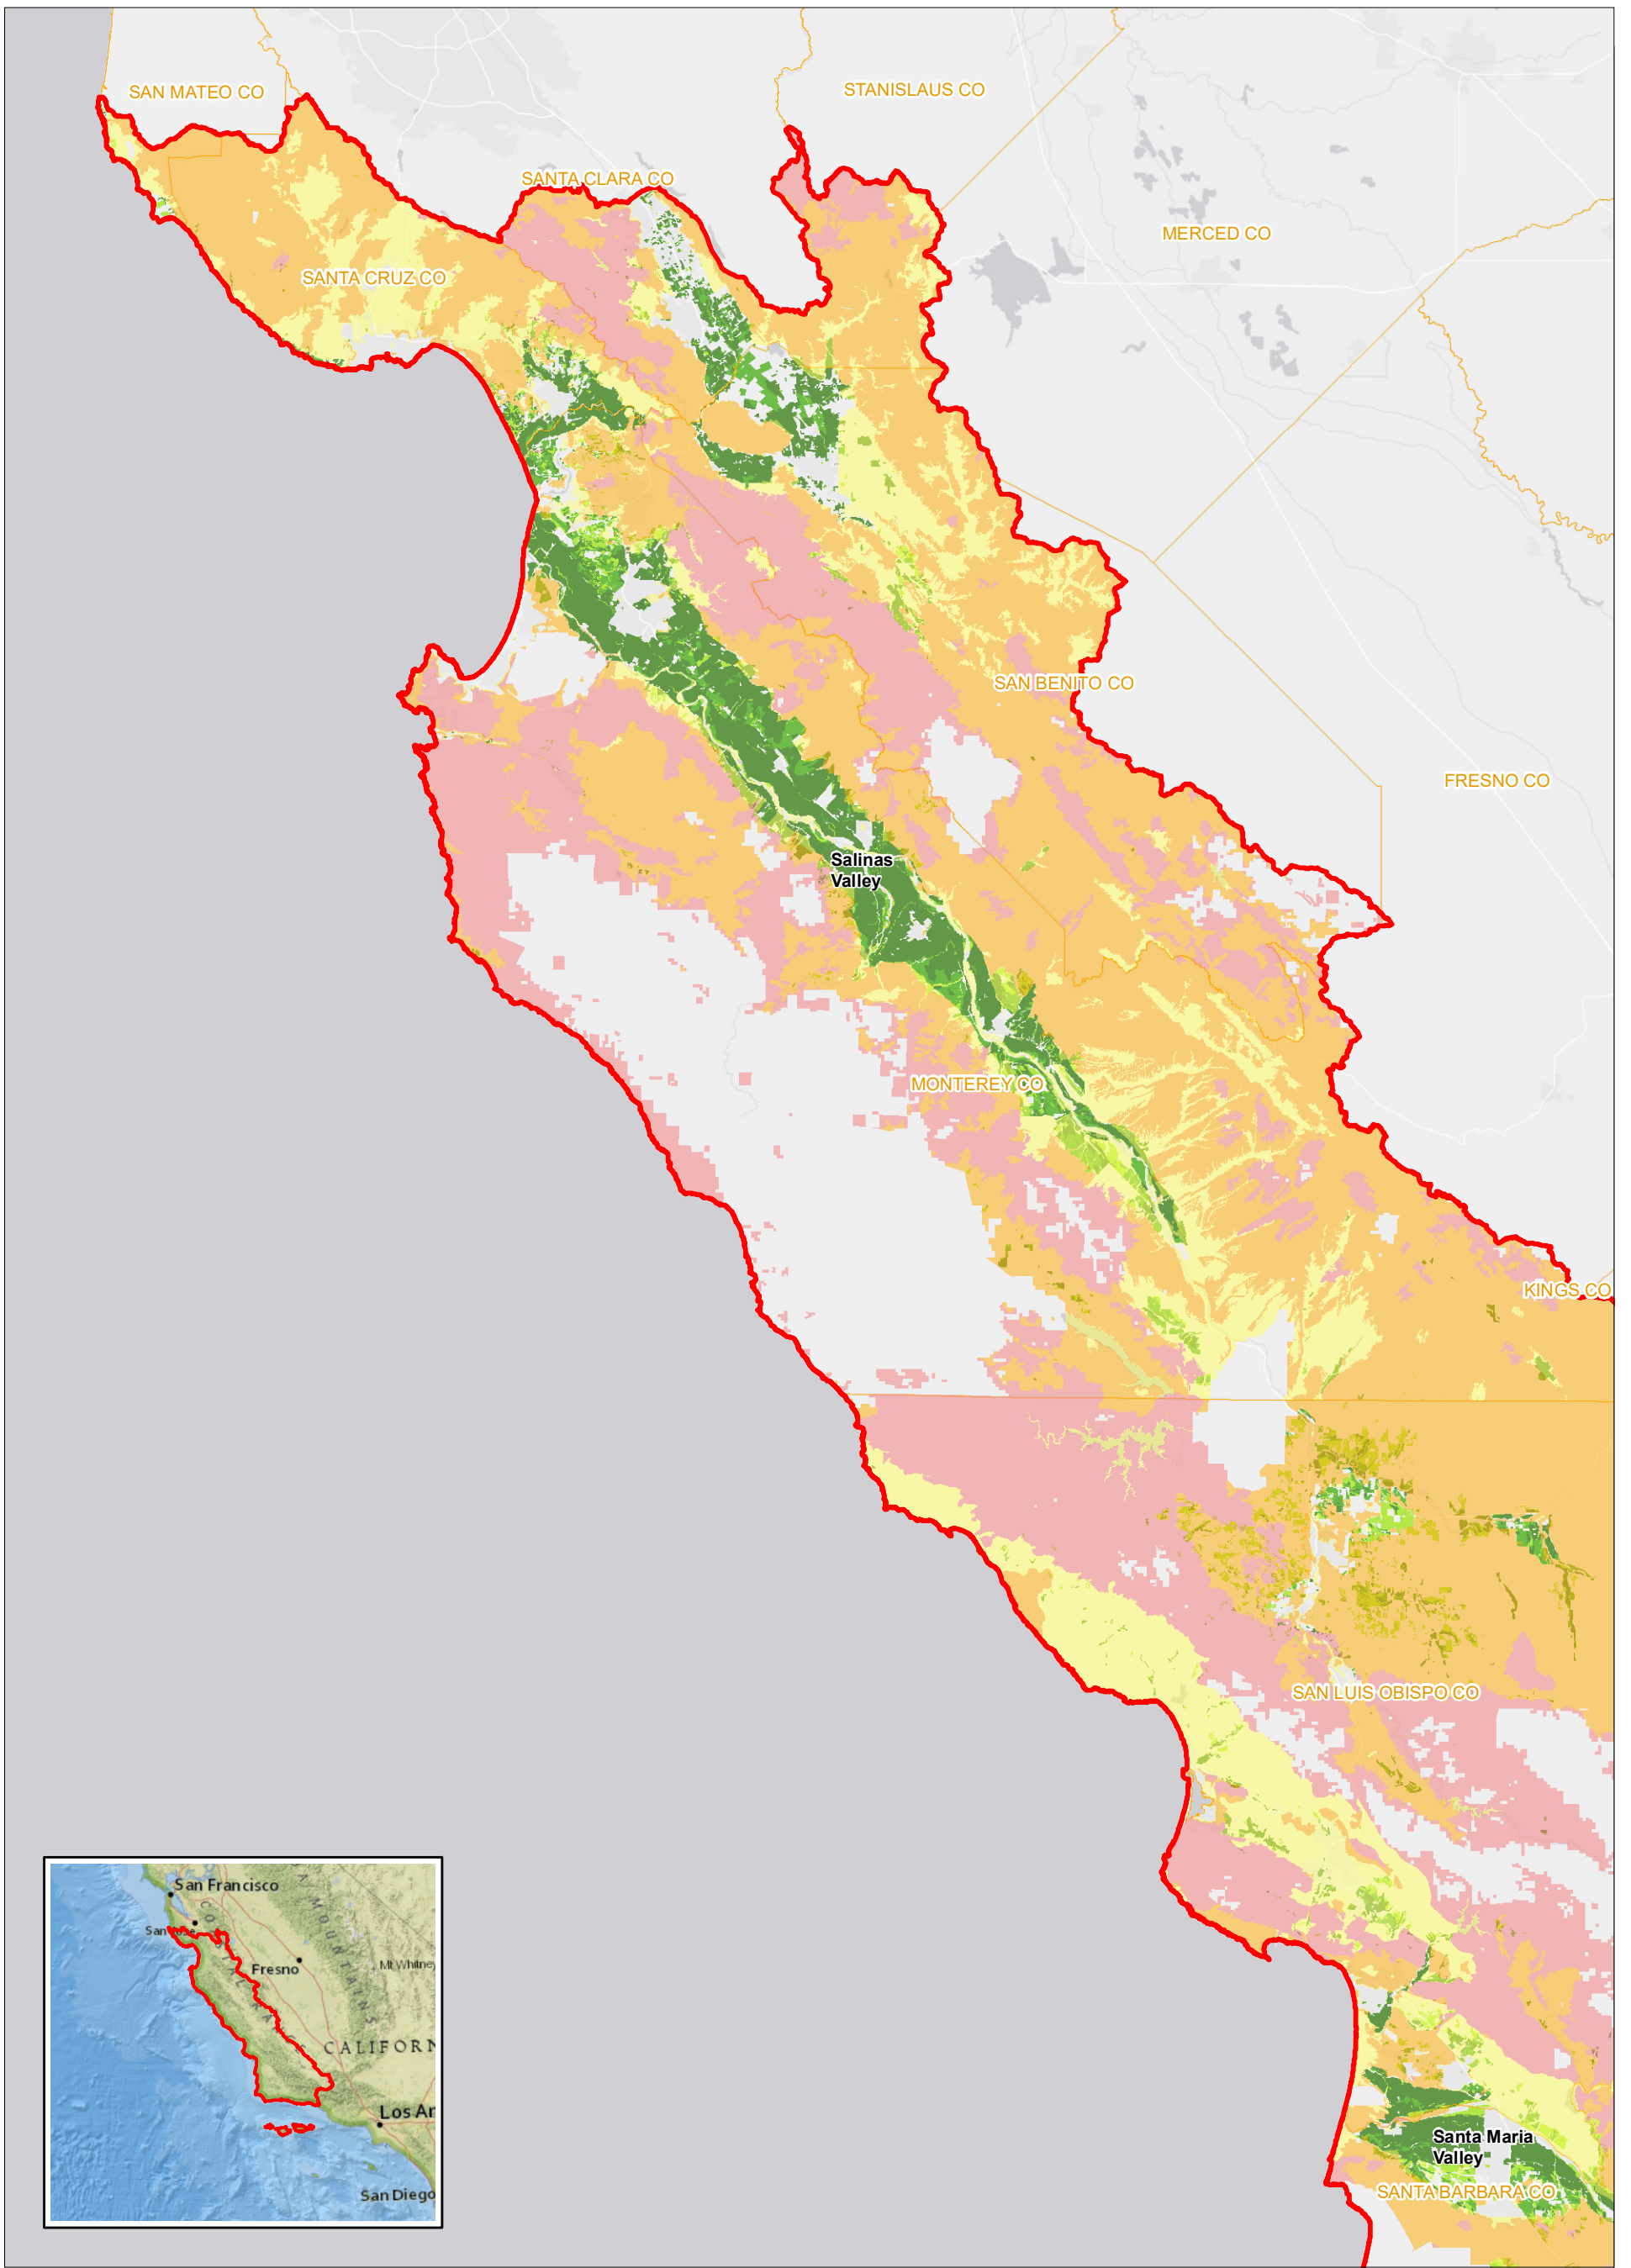 SAN MATEO CO
STANISLAUS CO
SANTA CLARA CO
MERCED CO
SANTA CRUZ CO
SAN BENITO CO
FRESNO CO
Salinas
Valley
MONTEREY CO
KINGS CO
SAN LUIS OBISPO CO
San Francisco
San Jose
Fresno
Mt Whitney
CALIFORN
Los An
San Diego
Santa Maria
Valley
SANTA BARBARA CO